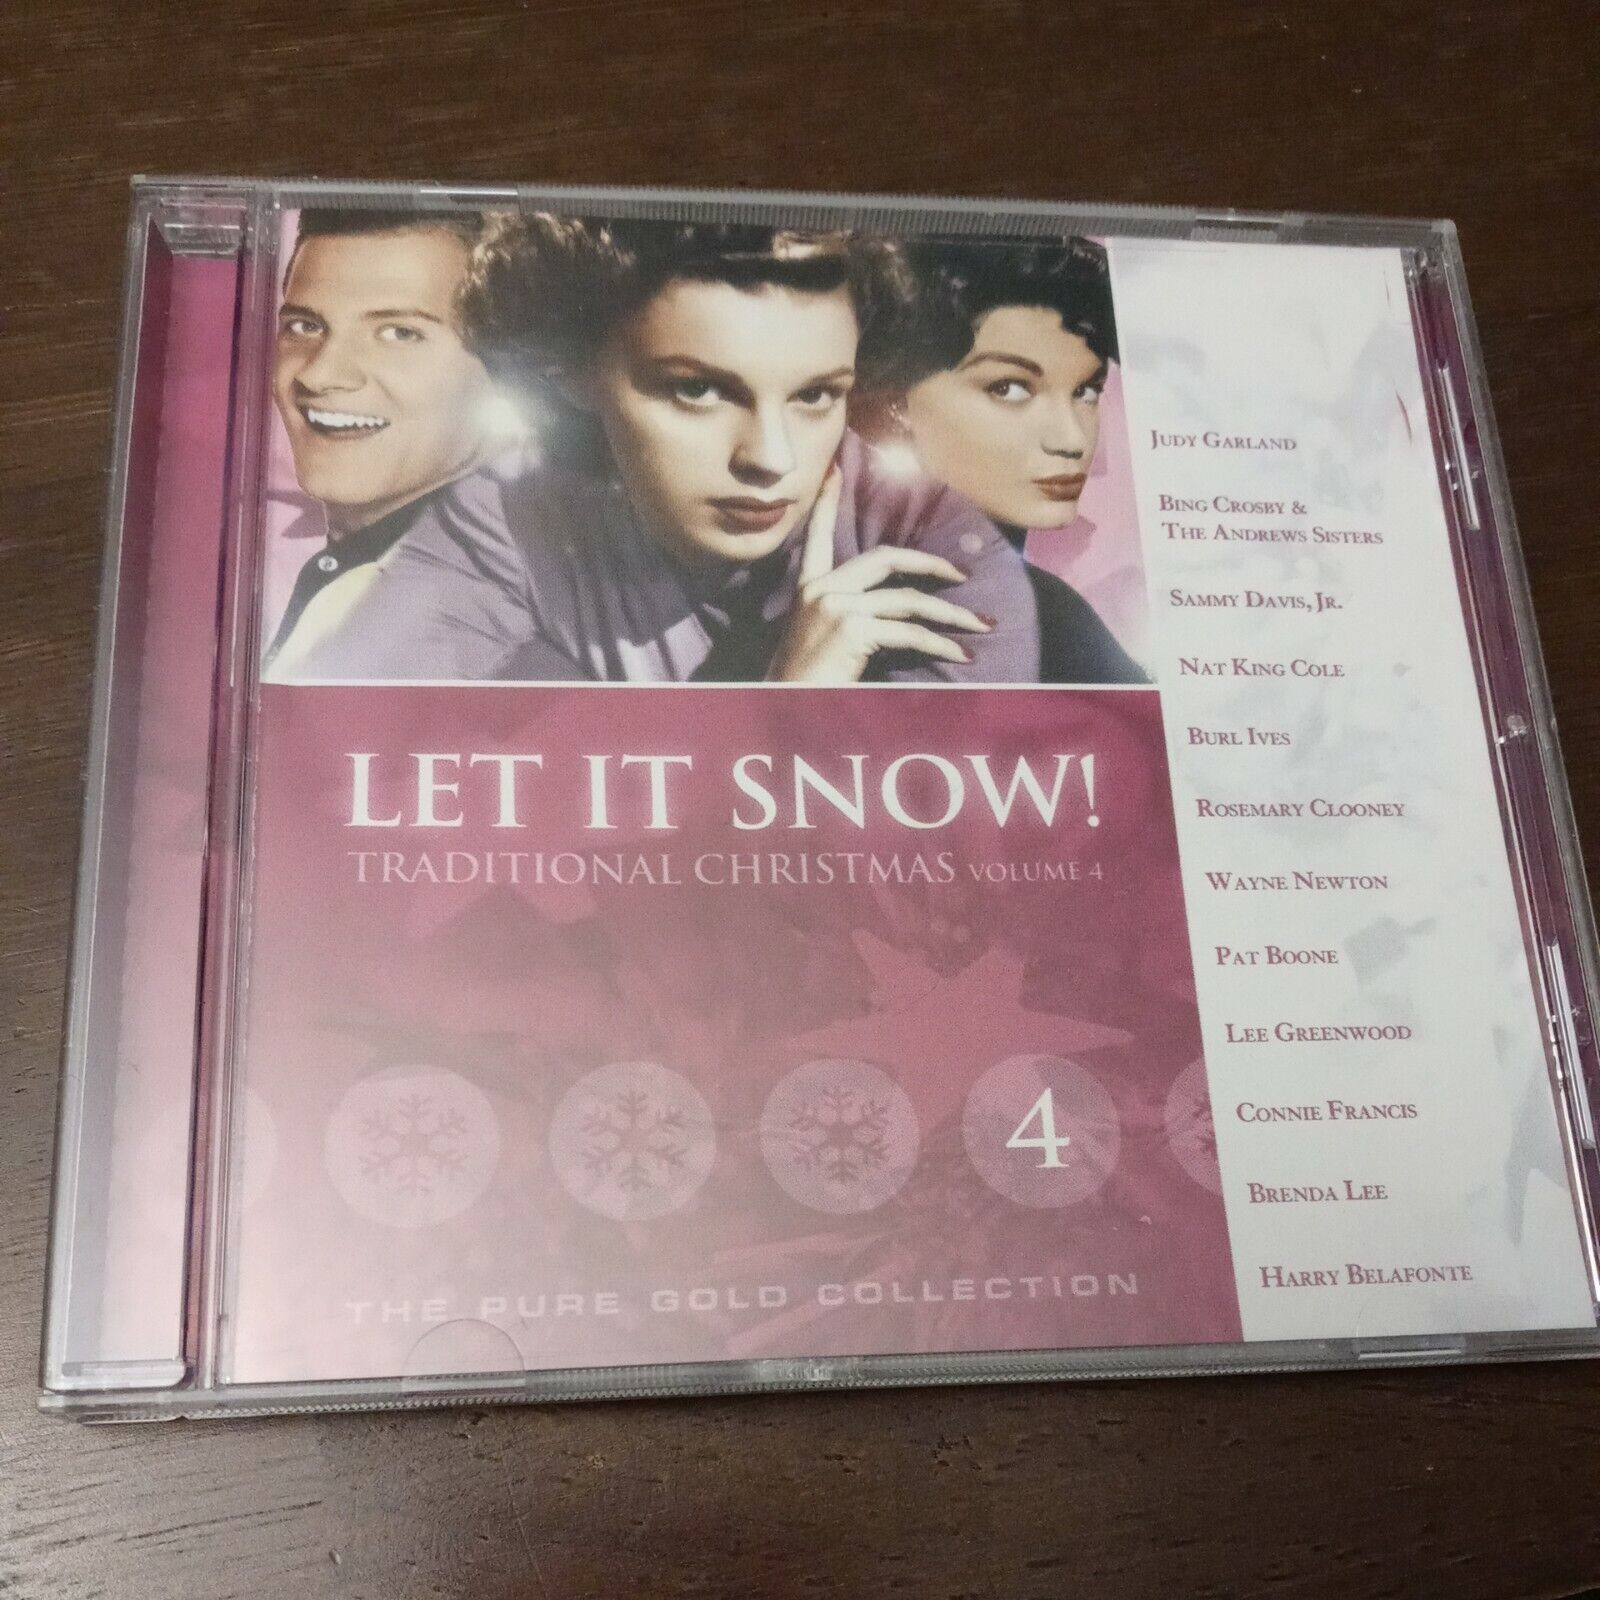 JUDY GARLAND
BING CROSBY &
THE ANDREWS SISTERS
SAMMY DAVIS, JR.
NAT KING COLE
BURL IVES
ROSEMARY CLOONEY
WAYNE NEWTON
PAT BOONE
LEE GREENWOOD
CONNIE FRANCIS
BRENDA LEE
HARRY BELAFONTE
LET IT SNOW!
TRADITIONAL CHRISTMAS VOLUME 4
4
THE PURE GOLD COLLECTION